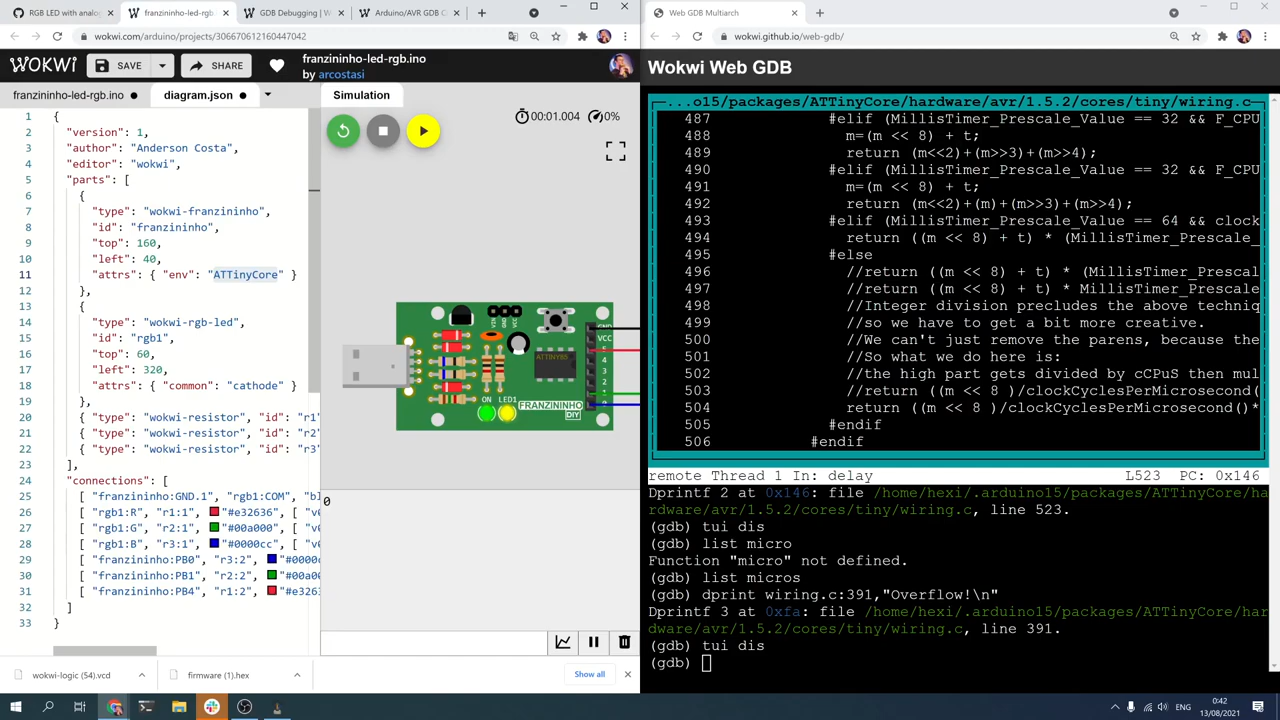 RGB LED with analog
franzininho-led-rgb
GDB Debugging | W
Arduino/AVR GDB C
wokwi.com/arduino/projects/306670612160447042
WOKWI
SAVE
SHARE
franzininho-led-rgb.ino
by arcostasi
franzininho-led-rgb.ino
diagram.json
Simulation
00:01.004
0%
1 {
2 "version": 1,
3 "author": "Anderson Costa",
4 "editor": "wokwi",
5 "parts": [
6 {
7 "type": "wokwi-franzininho",
8 "id": "franzininho",
9 "top": 160,
10 "left": 40,
11 "attrs": { "env": "ATTinyCore" }
12 },
13 {
14 "type": "wokwi-rgb-led",
15 "id": "rgb1",
16 "top": 60,
17 "left": 320,
18 "attrs": { "common": "cathode" }
19 },
20 { "type": "wokwi-resistor", "id": "r1"
21 { "type": "wokwi-resistor", "id": "r2"
22 { "type": "wokwi-resistor", "id": "r3"
23 ],
24 "connections": [
25 [ "franzininho:GND.1", "rgb1:COM", "bl
26 [ "rgb1:R", "r1:1", "#e32636", [ "v
27 [ "rgb1:G", "r2:1", "#00a000", [ "v
28 [ "rgb1:B", "r3:1", "#0000cc", [ "v
29 [ "franzininho:PB0", "r3:2", "#0000c
30 [ "franzininho:PB1", "r2:2", "#00a00
31 [ "franzininho:PB4", "r1:2", "#e3263
32 ]
33 }
VIN
GND
VCC
GND
VCC
5
4
3
2
1
ATTINY85
ON
LED1
FRANZININHO
DIY
0
wokwi-logic (54).vcd
firmware (1).hex
Show all
Web GDB Multiarch
wokwi.github.io/web-gdb/
Wokwi Web GDB
...o15/packages/ATTinyCore/hardware/avr/1.5.2/cores/tiny/wiring.c
487 #elif (MillisTimer_Prescale_Value == 32 && F_CPU
488 m=(m << 8) + t;
489 return (m<<2)+(m>>3)+(m>>4);
490 #elif (MillisTimer_Prescale_Value == 32 && F_CPU
491 m=(m << 8) + t;
492 return (m<<2)+(m)+(m>>3)+(m>>4);
493 #elif (MillisTimer_Prescale_Value == 64 && clock
494 return ((m << 8) + t) * (MillisTimer_Prescale_
495 #else
496 //return ((m << 8) + t) * (MillisTimer_Prescal
497 //return ((m << 8) + t) * MillisTimer_Prescale
498 //Integer division precludes the above techniq
499 //so we have to get a bit more creative.
500 //We can't just remove the parens, because the
501 //So what we do here is:
502 //the high part gets divided by cCPuS then mul
503 //return ((m << 8 )/clockCyclesPerMicrosecond(
504 return ((m << 8 )/clockCyclesPerMicrosecond()*
505 #endif
506 #endif
remote Thread 1 In: delay L523 PC: 0x146
Dprintf 2 at 0x146: file /home/hexi/.arduino15/packages/ATTinyCore/ha
rdware/avr/1.5.2/cores/tiny/wiring.c, line 523.
(gdb) tui dis
(gdb) list micro
Function "micro" not defined.
(gdb) list micros
(gdb) dprint wiring.c:391,"Overflow!\n"
Dprintf 3 at 0xfa: file /home/hexi/.arduino15/packages/ATTinyCore/har
dware/avr/1.5.2/cores/tiny/wiring.c, line 391.
(gdb) tui dis
(gdb)
ENG
0:42
13/08/2021